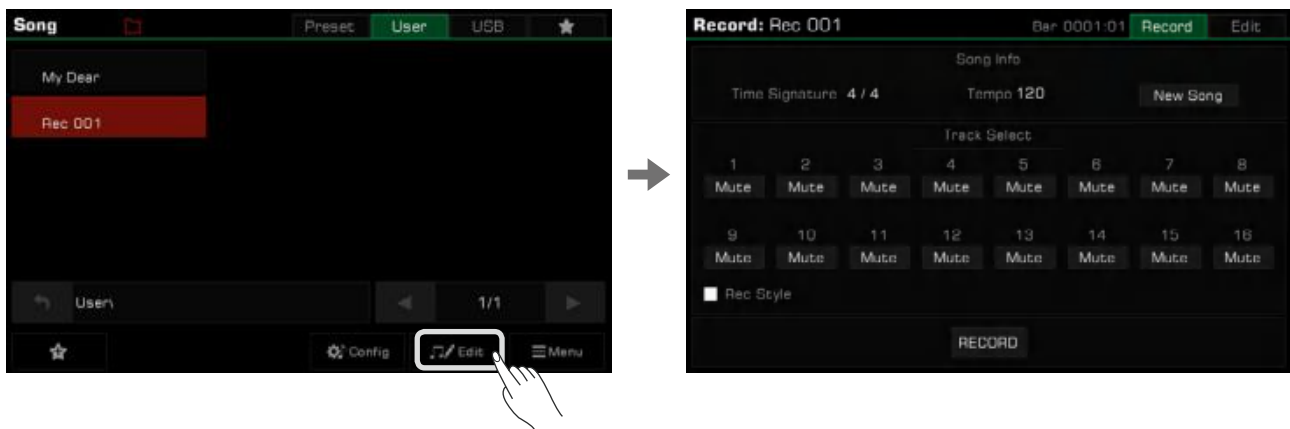 Song Preset User USB
My Dear
Rec 001
User\ 1/1
Config Edit Menu
Record: Rec 001 Bar 0001:01 Record Edit
Song Info
Time Signature 4 / 4 Tempo 120 New Song
Track Select
1 2 3 4 5 6 7 8
Mute Mute Mute Mute Mute Mute Mute Mute
9 10 11 12 13 14 15 16
Mute Mute Mute Mute Mute Mute Mute Mute
Rec Style
RECORD